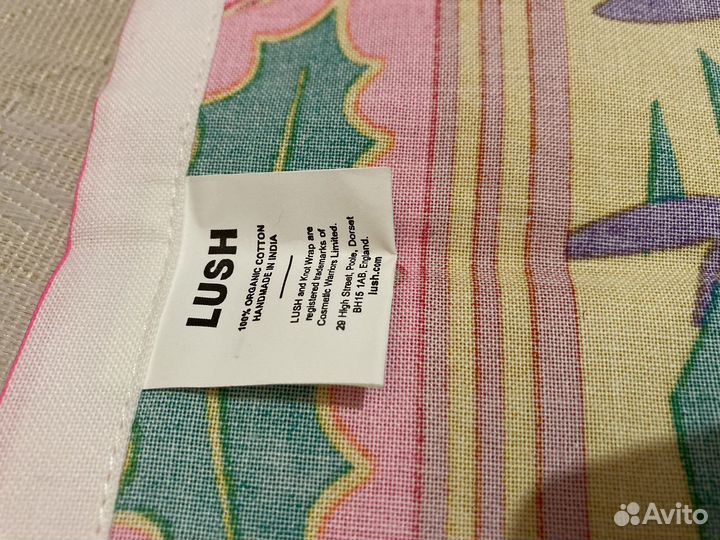 LUSH
100% ORGANIC COTTON
HANDMADE IN INDIA
LUSH and Knot Wrap are
registered trademarks of
Cosmetic Warriors Limited.
29 High Street, Poole, Dorset
BH15 1AB, England.
lush.com
Avito